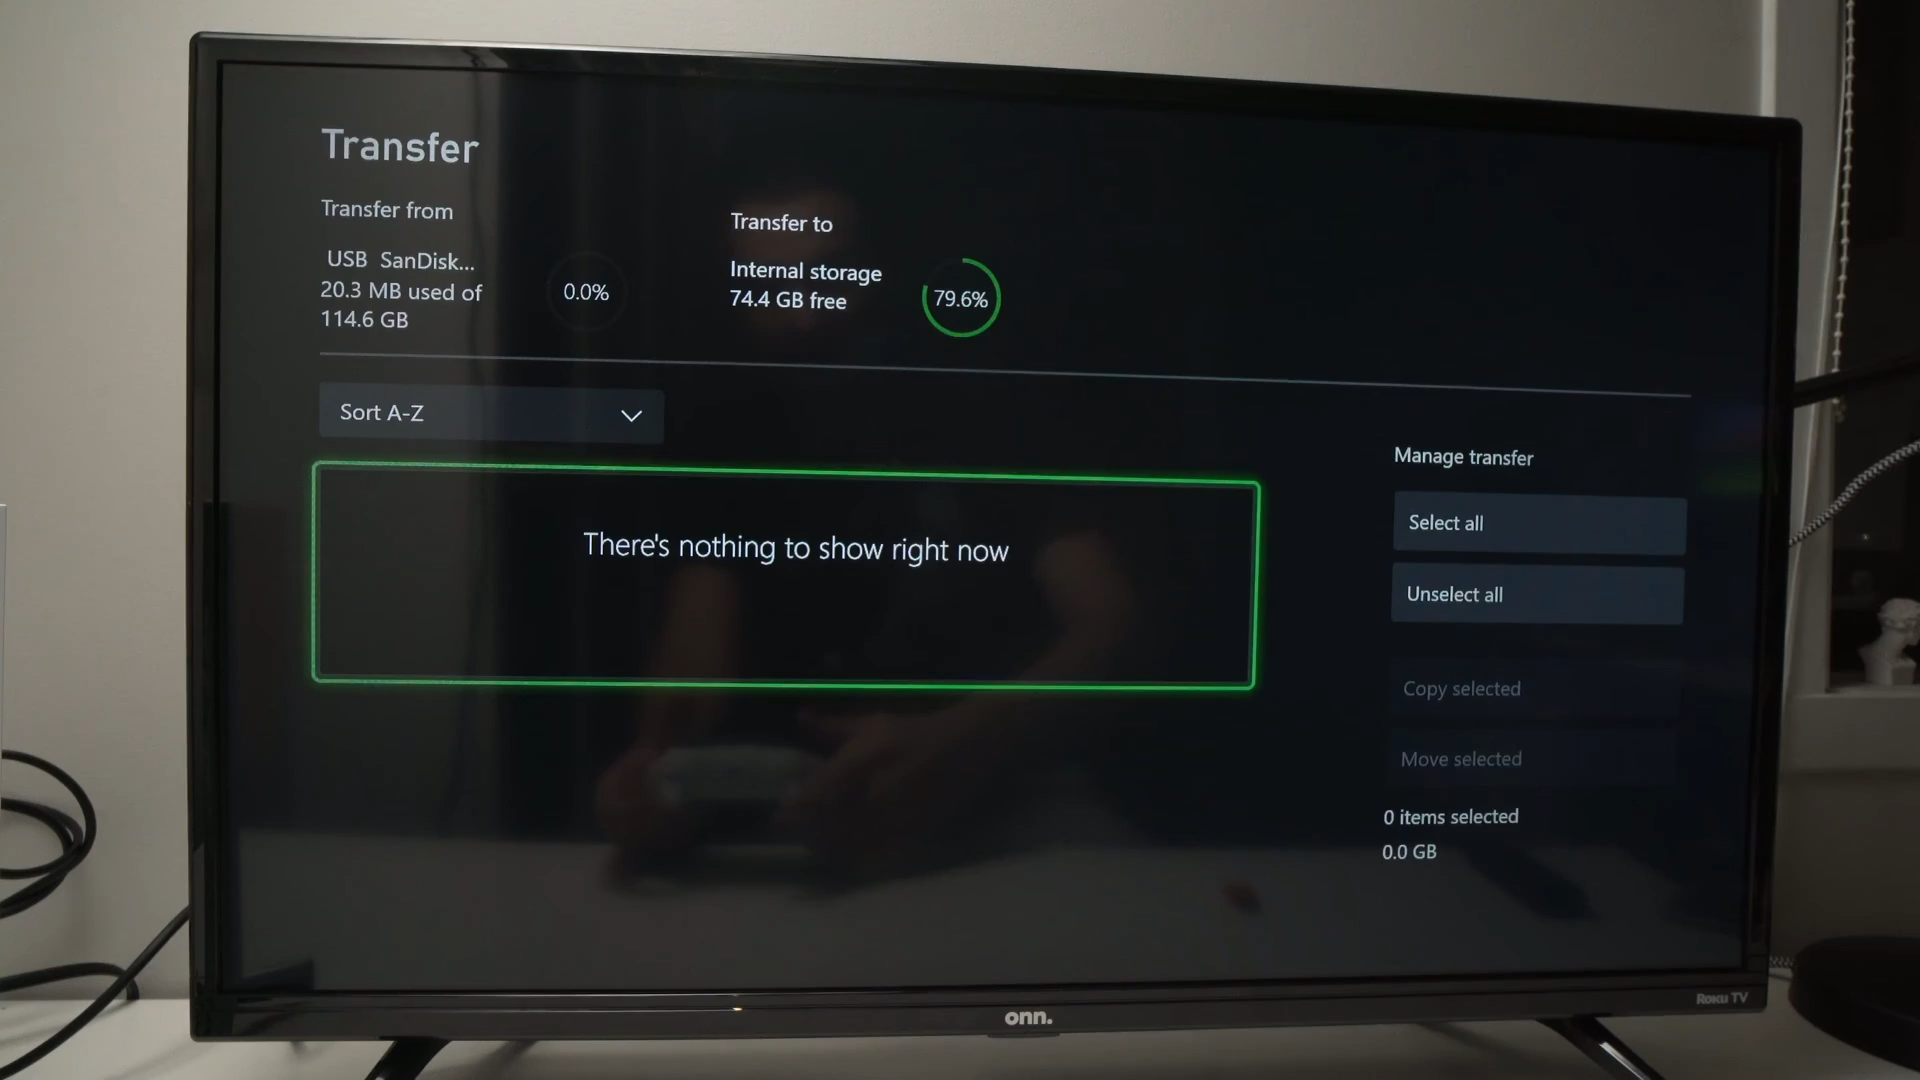 Transfer
Transfer from
USB SanDisk...
20.3 MB used of
114.6 GB
0.0%
Transfer to
Internal storage
74.4 GB free
79.6%
Sort A-Z
There's nothing to show right now
Manage transfer
Select all
Unselect all
Copy selected
Move selected
0 items selected
0.0 GB
Roku TV
onn.